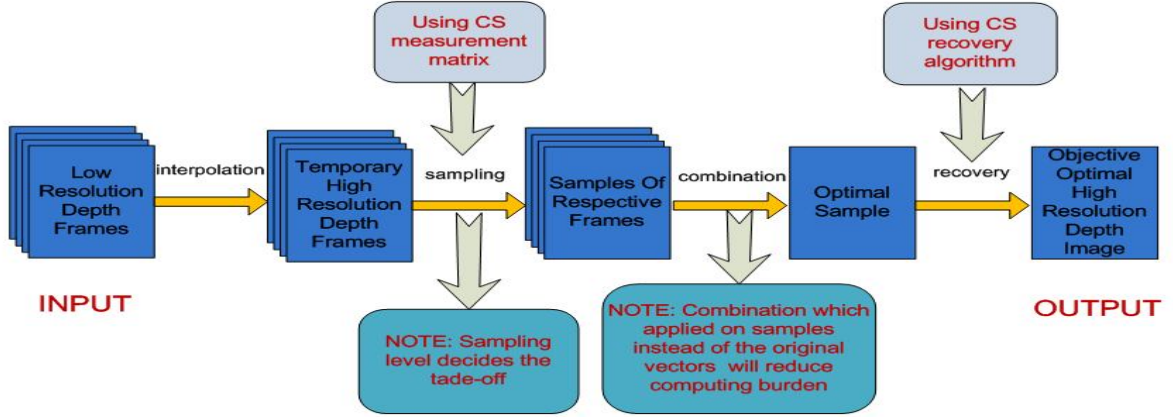 Using CS
measurement
matrix
Using CS
recovery
algorithm
Low
Resolution
Depth
Frames
interpolation
Temporary
High
Resolution
Depth
Frames
sampling
Samples Of
Respective
Frames
combination
Optimal
Sample
recovery
Objective
Optimal
High
Resolution
Depth
Image
INPUT
OUTPUT
NOTE: Sampling
level decides the
tade-off
NOTE: Combination which
applied on samples
instead of the original
vectors will reduce
computing burden